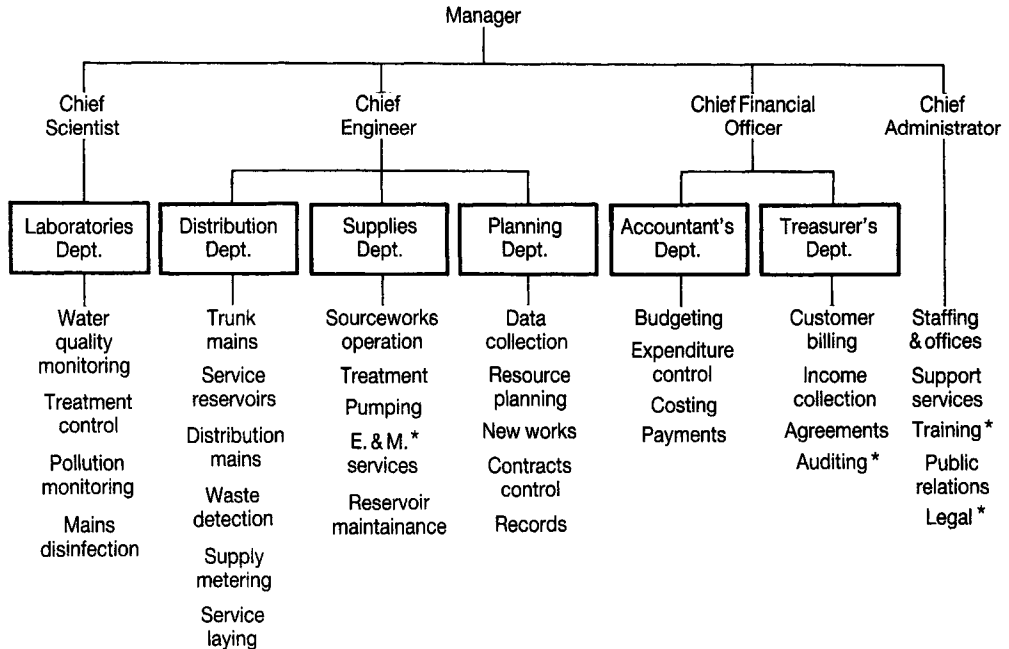 Manager
Chief
Scientist
Chief
Engineer
Chief Financial
Officer
Chief
Administrator
Laboratories
Dept.
Distribution
Dept.
Supplies
Dept.
Planning
Dept.
Accountant's
Dept.
Treasurer's
Dept.
Water
quality
monitoring
Treatment
control
Pollution
monitoring
Mains
disinfection
Trunk
mains
Service
reservoirs
Distribution
mains
Waste
detection
Supply
metering
Service
laying
Sourceworks
operation
Treatment
Pumping
E. & M. *
services
Reservoir
maintainance
Data
collection
Resource
planning
New works
Contracts
control
Records
Budgeting
Expenditure
control
Costing
Payments
Customer
billing
Income
collection
Agreements
Auditing *
Staffing
& offices
Support
services
Training *
Public
relations
Legal *